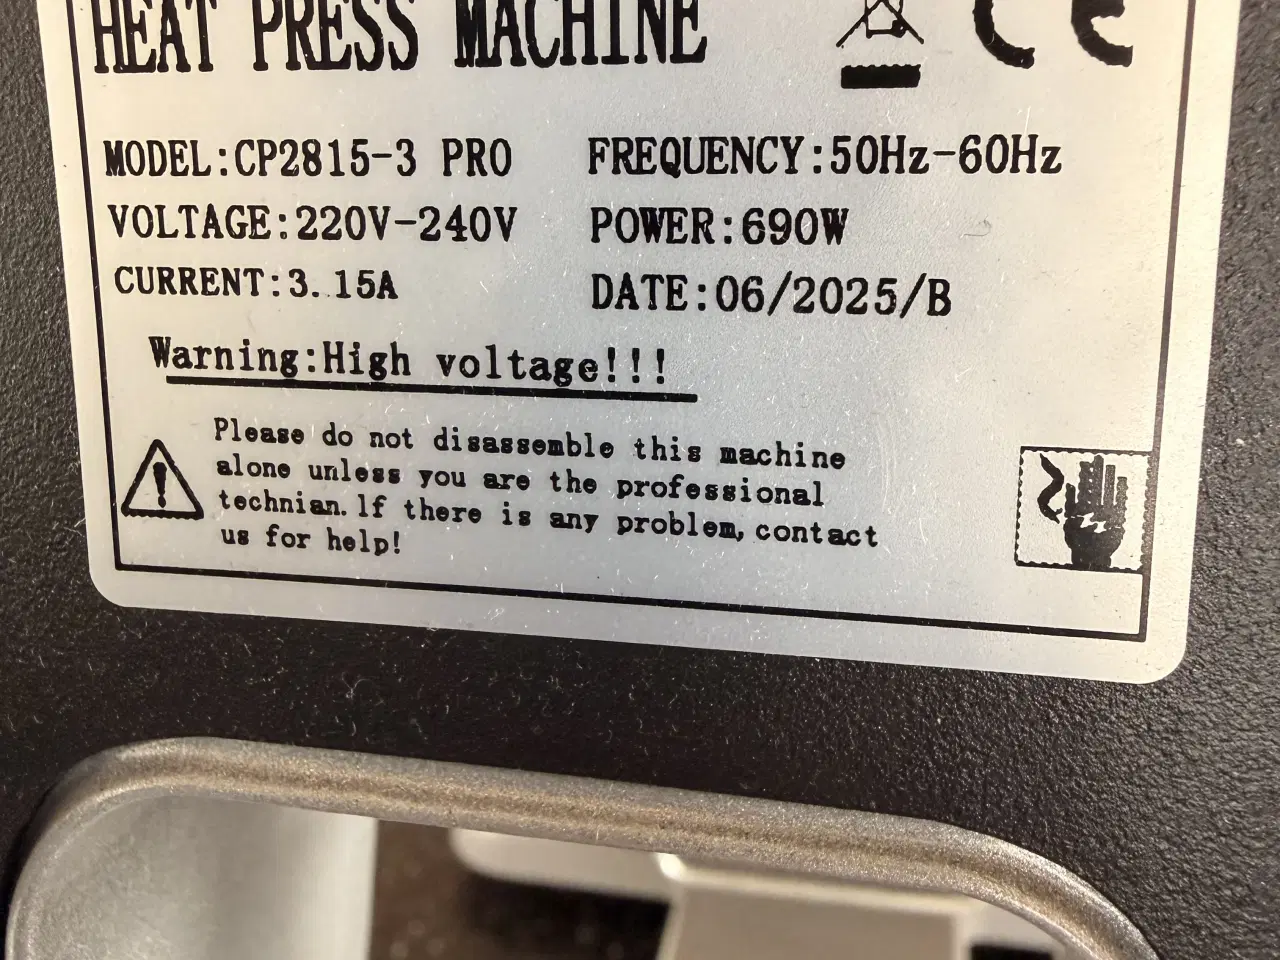 HEAT PRESS MACHINE CE
MODEL:CP2815-3 PRO FREQUENCY:50Hz-60Hz
VOLTAGE:220V-240V POWER:690W
CURRENT:3.15A DATE:06/2025/B
Warning:High voltage!!!
Please do not disassemble this machine
alone unless you are the professional
technian.If there is any problem,contact
us for help!